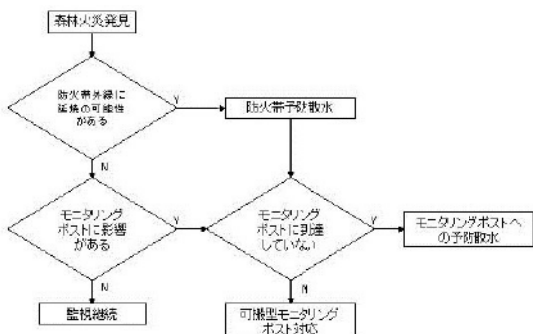 森林火災発見
防火帯外縁に
延焼の可能性
がある
Y
防火帯予防散水
N
モニタリング
ポストに影響
がある
Y
モニタリング
ポストに到達
していない
Y
モニタリングポストへ
の予防散水
N
監視継続
N
可搬型モニタリング
ポスト対応